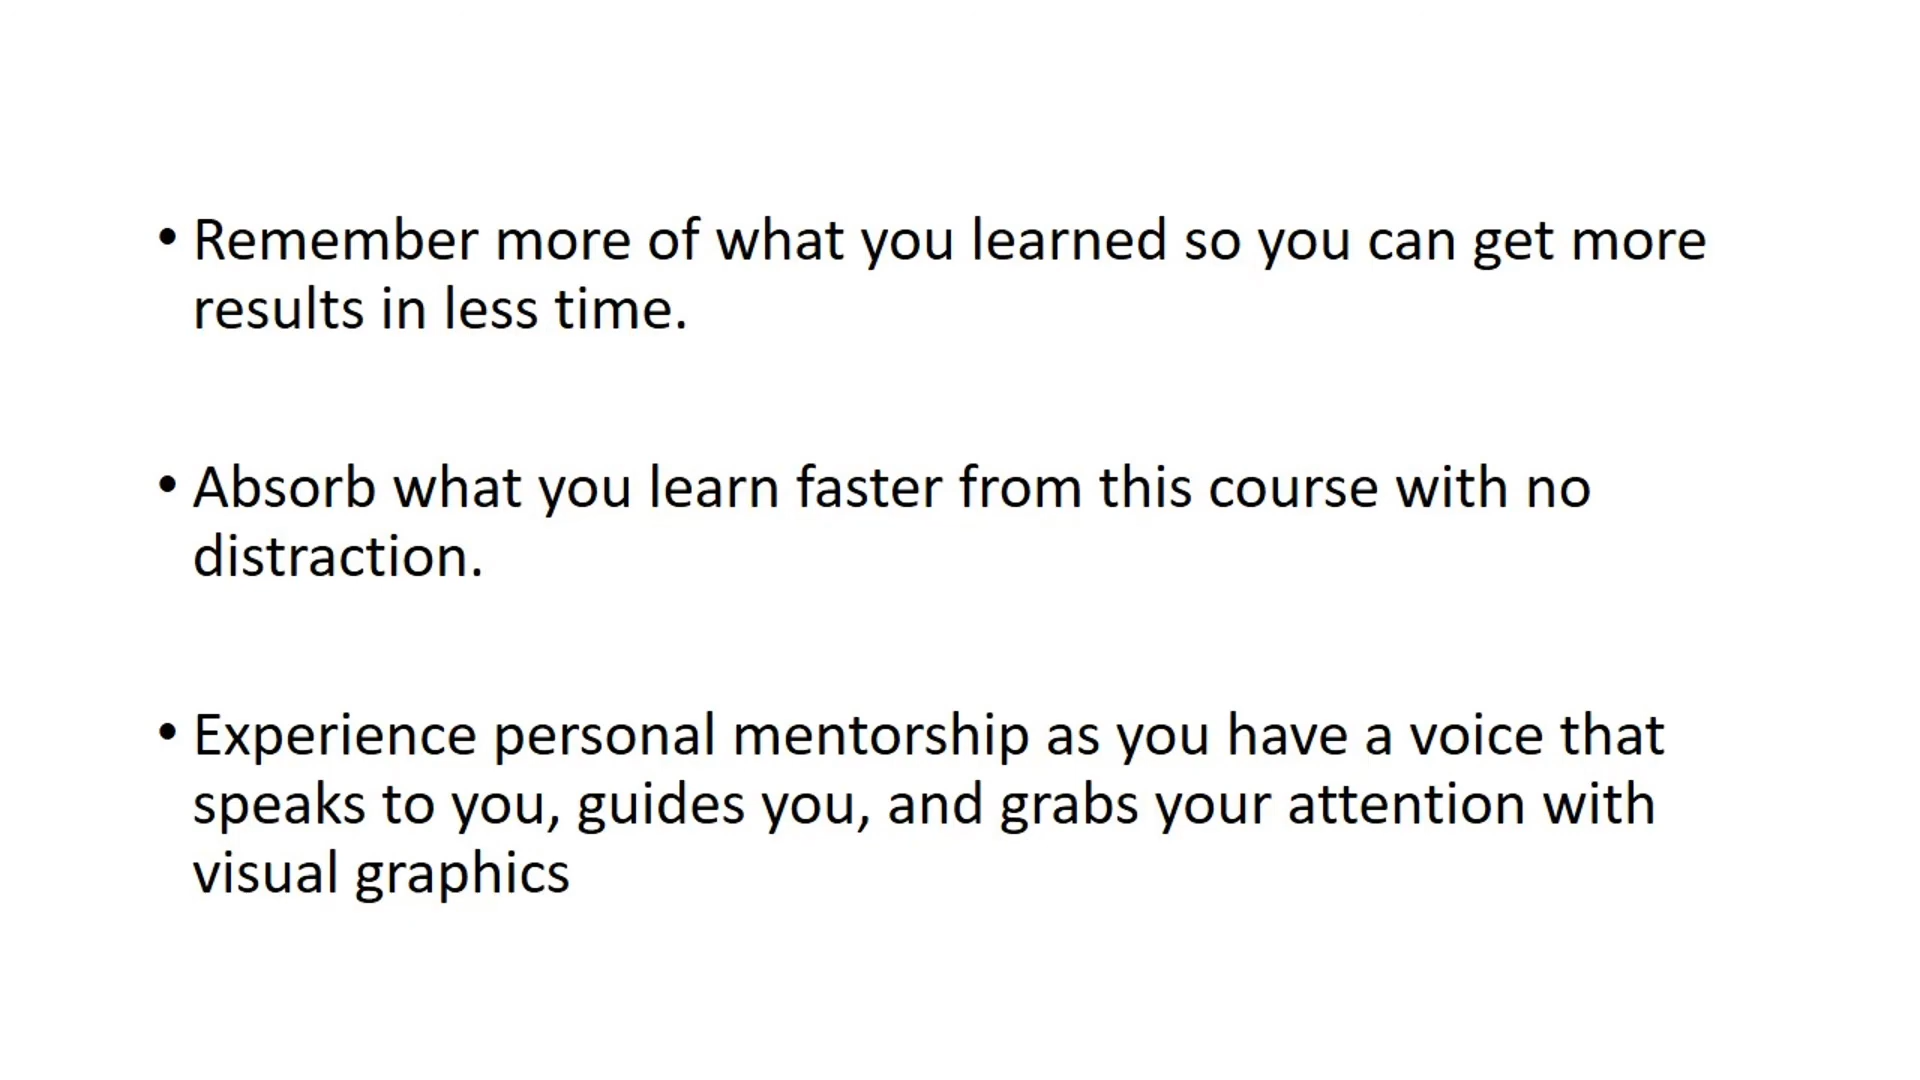 • Remember more of what you learned so you can get more
results in less time.
• Absorb what you learn faster from this course with no
distraction.
• Experience personal mentorship as you have a voice that
speaks to you, guides you, and grabs your attention with
visual graphics